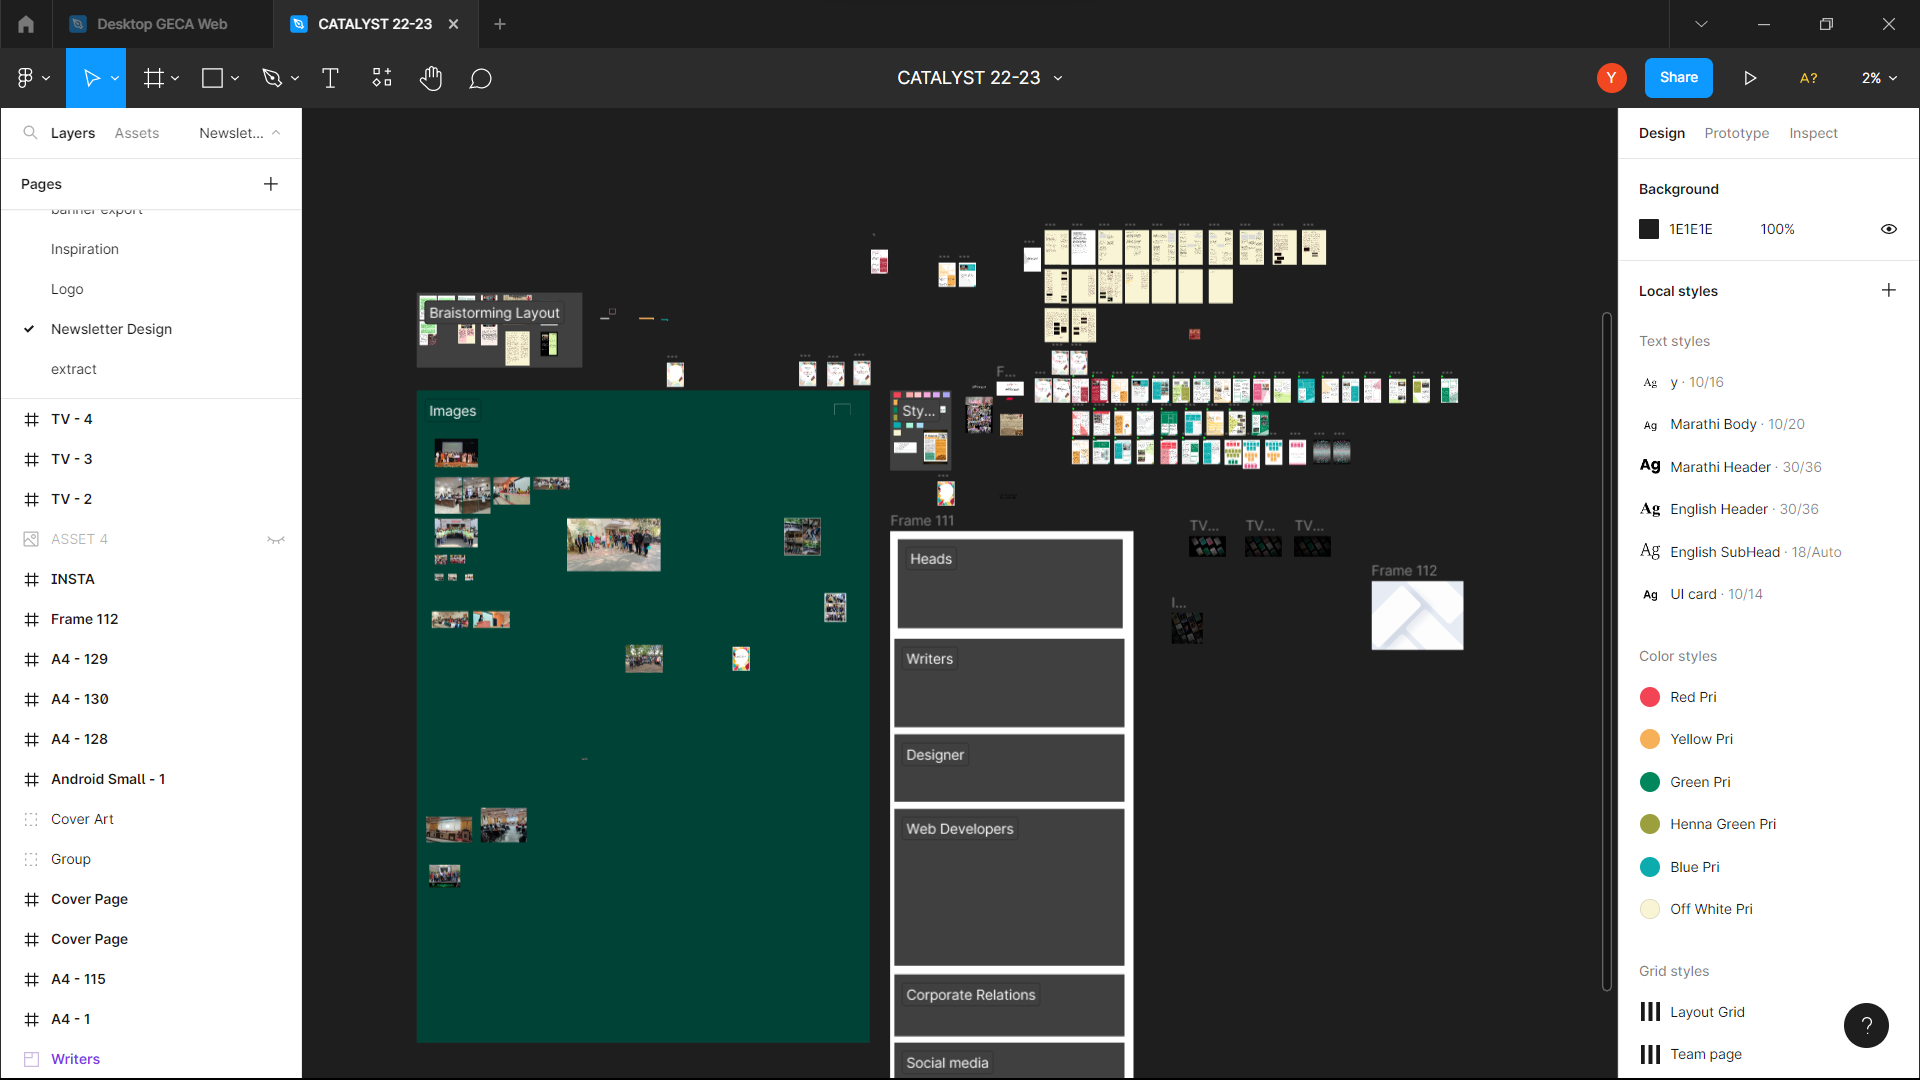 Desktop GECA Web
CATALYST 22-23
CATALYST 22-23
Y
Share
A?
2%
Layers
Assets
Newslet...
Pages
banner export
Inspiration
Logo
Newsletter Design
extract
TV - 4
TV - 3
TV - 2
ASSET 4
INSTA
Frame 112
A4 - 129
A4 - 130
A4 - 128
Android Small - 1
Cover Art
Group
Cover Page
Cover Page
A4 - 115
A4 - 1
Writers
Braistorming Layout
Images
Sty...
F...
Frame 111
Heads
Writers
Designer
Web Developers
Corporate Relations
Social media
TV...
TV...
TV...
I...
Frame 112
Design
Prototype
Inspect
Background
1E1E1E
100%
Local styles
Text styles
Ag y · 10/16
Ag Marathi Body · 10/20
Ag Marathi Header · 30/36
Ag English Header · 30/36
Ag English SubHead · 18/Auto
Ag UI card · 10/14
Color styles
Red Pri
Yellow Pri
Green Pri
Henna Green Pri
Blue Pri
Off White Pri
Grid styles
Layout Grid
Team page
?